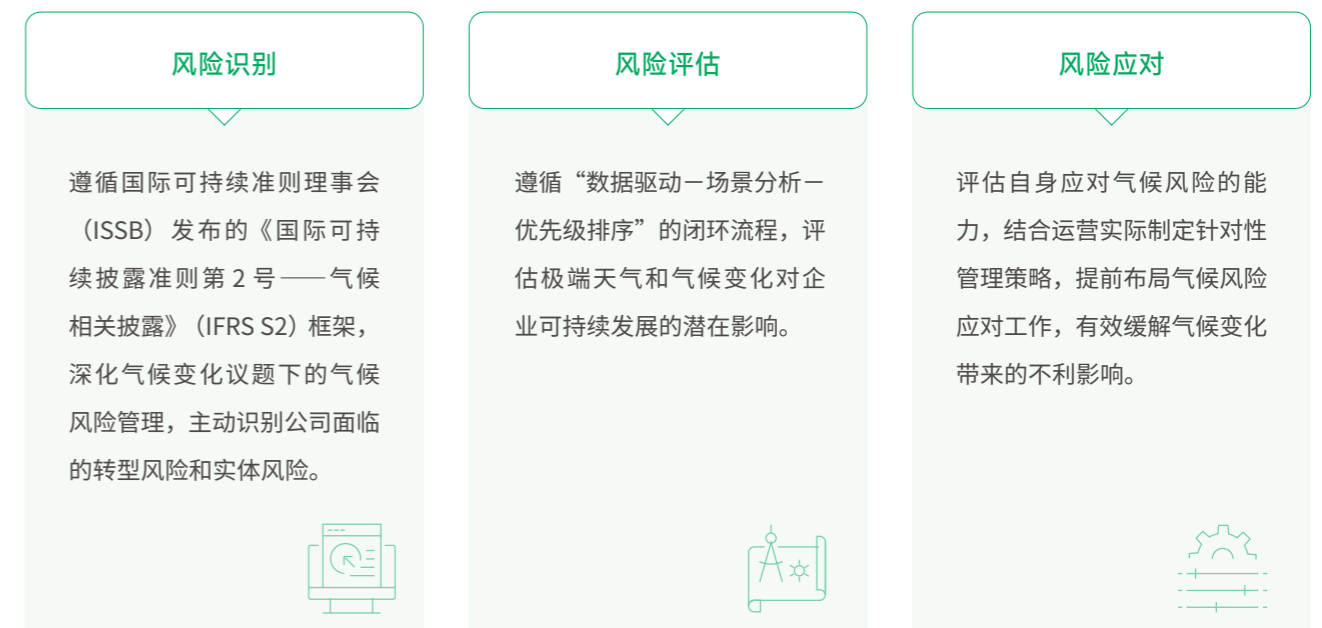 风险识别
遵循国际可持续准则理事会
（ISSB）发布的《国际可持
续披露准则第 2 号——气候
相关披露》（IFRS S2）框架，
深化气候变化议题下的气候
风险管理，主动识别公司面临
的转型风险和实体风险。
风险评估
遵循“数据驱动－场景分析－
优先级排序”的闭环流程，评
估极端天气和气候变化对企
业可持续发展的潜在影响。
风险应对
评估自身应对气候风险的能
力，结合运营实际制定针对性
管理策略，提前布局气候风险
应对工作，有效缓解气候变化
带来的不利影响。